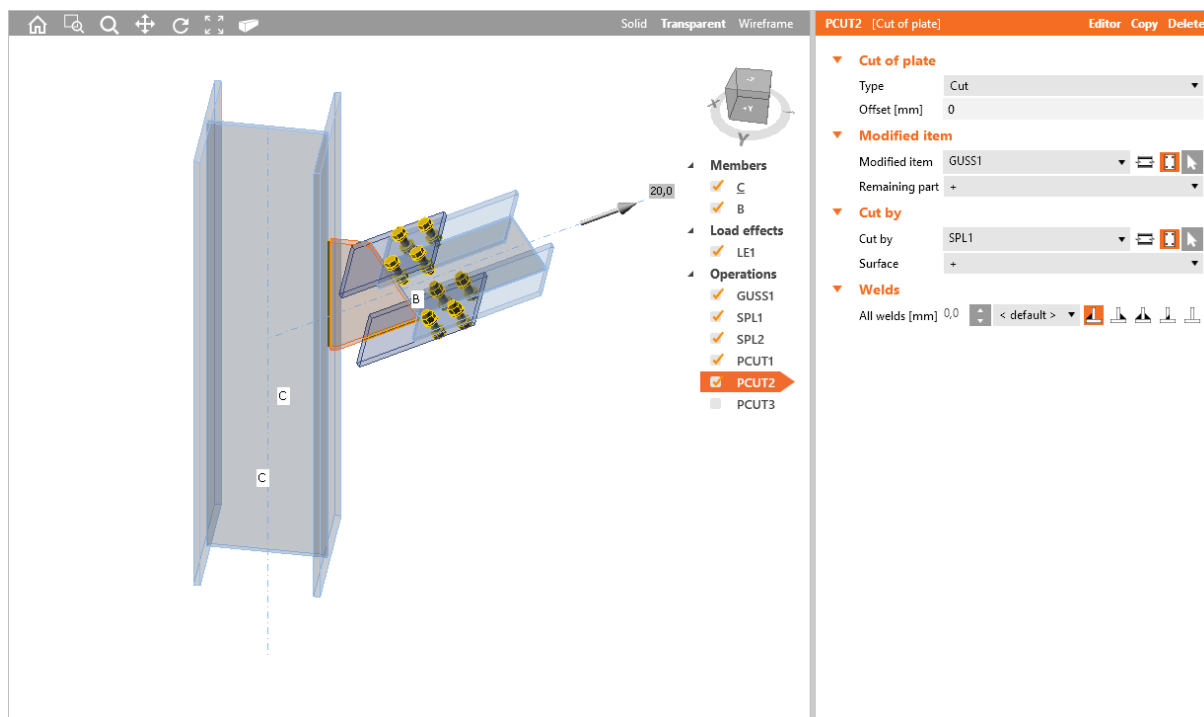 Solid Transparent Wireframe
PCUT2 [Cut of plate] Editor Copy Delete
-Z
+Y
X
Y
20,0
B
C
C
Members
C
B
Load effects
LE1
Operations
GUSS1
SPL1
SPL2
PCUT1
PCUT2
PCUT3
Cut of plate
Type Cut
Offset [mm] 0
Modified item
Modified item GUSS1
Remaining part +
Cut by
Cut by SPL1
Surface +
Welds
All welds [mm] 0,0 < default >